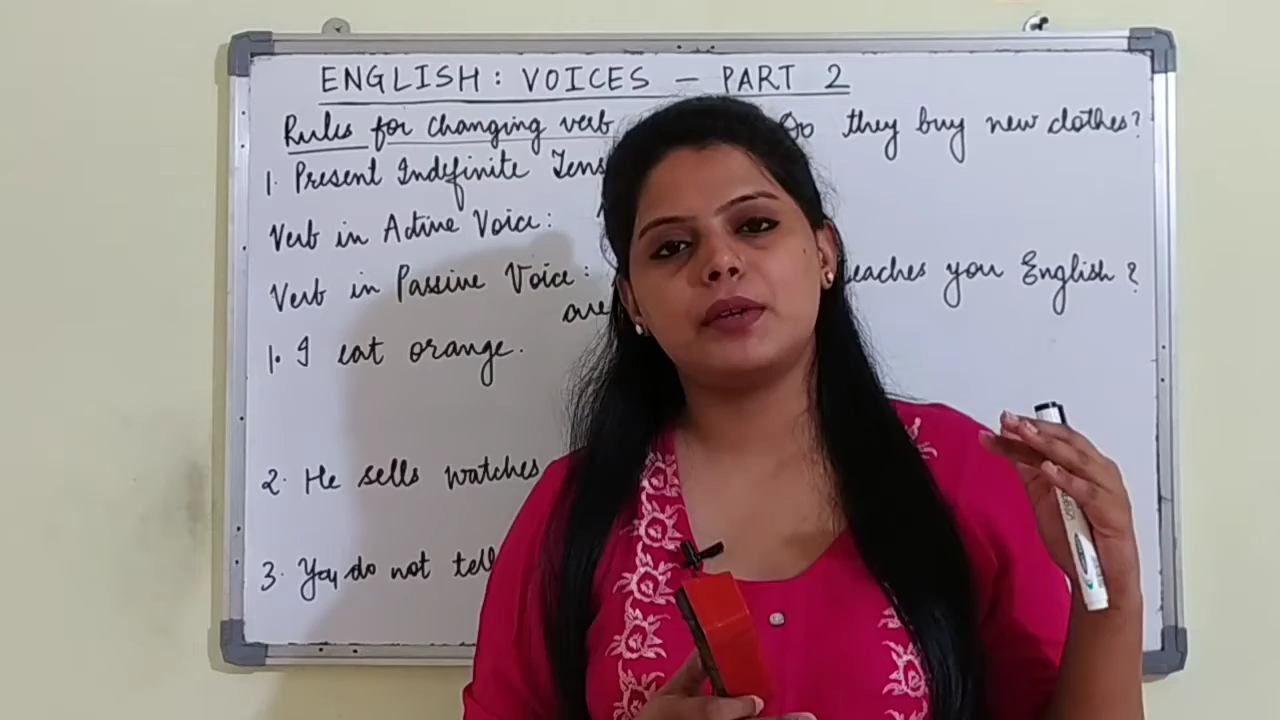 ENGLISH: VOICES - PART 2
Rules for changing verb
1. Present Indefinite Tens
Verb in Active Voice:
Verb in Passive Voice:
are
1. I eat orange.
2. He sells watches
3. You do not tell
Do they buy new clothes?
teaches you English?